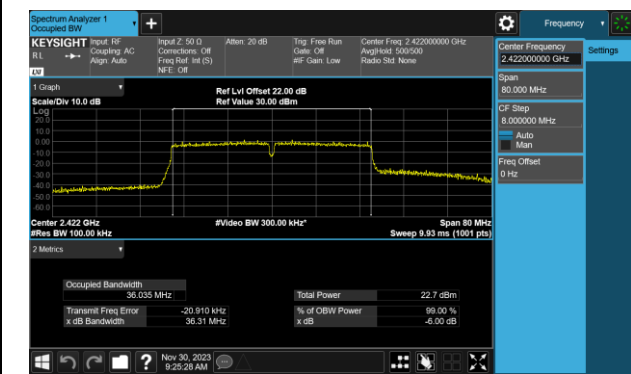 Spectrum Analyzer 1
Occupied BW
+
Frequency
KEYSIGHT
Input: RF
Coupling: AC
Align: Auto
Input Z: 50 Ω
Corrections: Off
Freq Ref: Int (S)
NFE: Off
Atten: 20 dB
Trig: Free Run
Gate: Off
#IF Gain: Low
Center Freq: 2.422000000 GHz
Avg|Hold: 500/500
Radio Std: None
RL
LXI
Center Frequency
2.422000000 GHz
Settings
Span
80.000 MHz
CF Step
8.000000 MHz
Auto
Man
Freq Offset
0 Hz
1 Graph
Scale/Div 10.0 dB
Ref Lvl Offset 22.00 dB
Ref Value 30.00 dBm
Log
20.0
10.0
0.00
-10.0
-20.0
-30.0
-40.0
-50.0
-60.0
Center 2.422 GHz
#Res BW 100.00 kHz
#Video BW 300.00 kHz*
Span 80 MHz
Sweep 9.93 ms (1001 pts)
2 Metrics
Occupied Bandwidth
36.035 MHz
Total Power 22.7 dBm
Transmit Freq Error -20.910 kHz
% of OBW Power 99.00 %
x dB Bandwidth 36.31 MHz
x dB -6.00 dB
?
Nov 30, 2023
9:25:28 AM